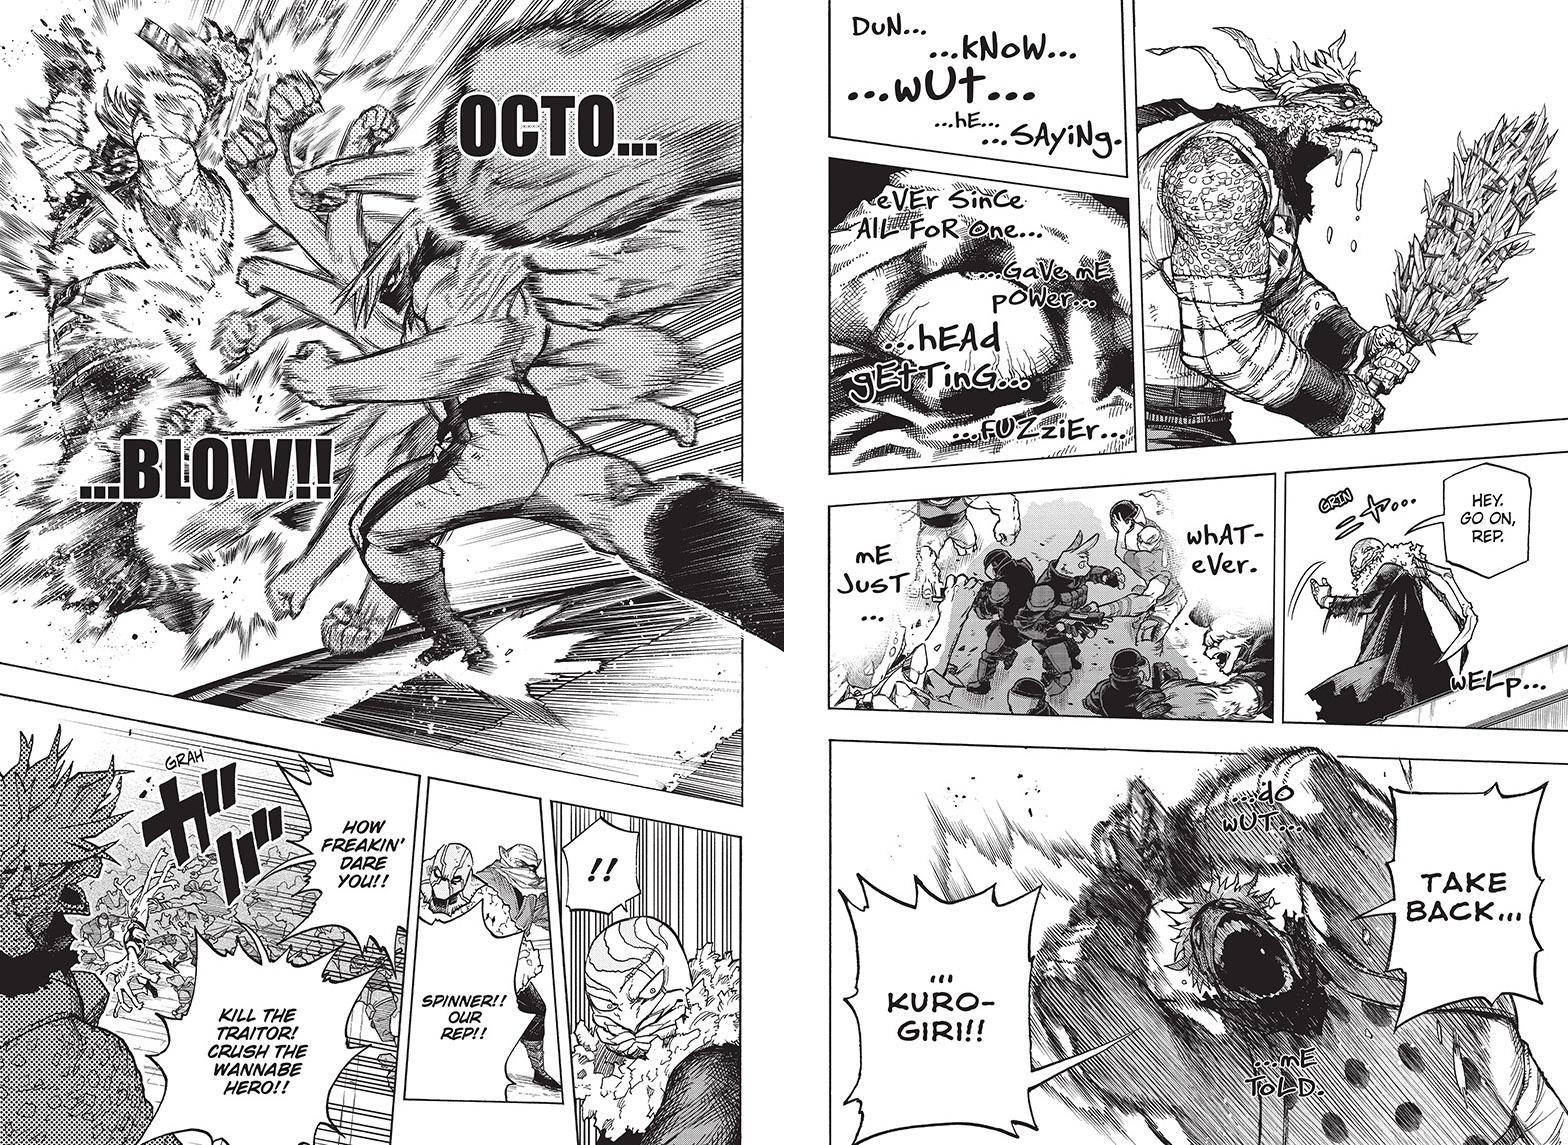 DUN...
...KNOW...
...WUT...
...HE...
...SAYING.
EVER SINCE
ALL FOR ONE...
...GAVE ME
POWER...
...HEAD
GETTING...
...FUZZIER...
HEY.
GO ON,
REP.
GRIN
ニヤ...
WELP...
WHAT-
EVER.
ME
JUST
...
...DO
WUT...
TAKE
BACK...
...ME
TOLD.
...
KURO-
GIRI!!
OCTO...
...BLOW!!
!!
SPINNER!!
OUR
REP!!
HOW
FREAKIN'
DARE
YOU!!
GRAH
ガガ
KILL THE
TRAITOR!
CRUSH THE
WANNABE
HERO!!